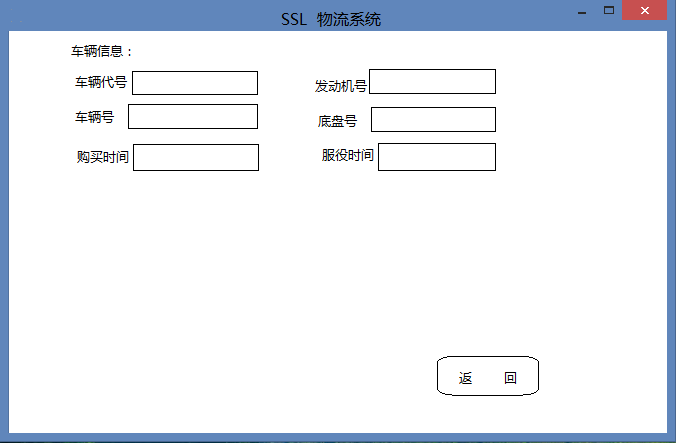 SSL 物流系统
车辆信息：
车辆代号 发动机号
车辆号 底盘号
购买时间 服役时间
返 回